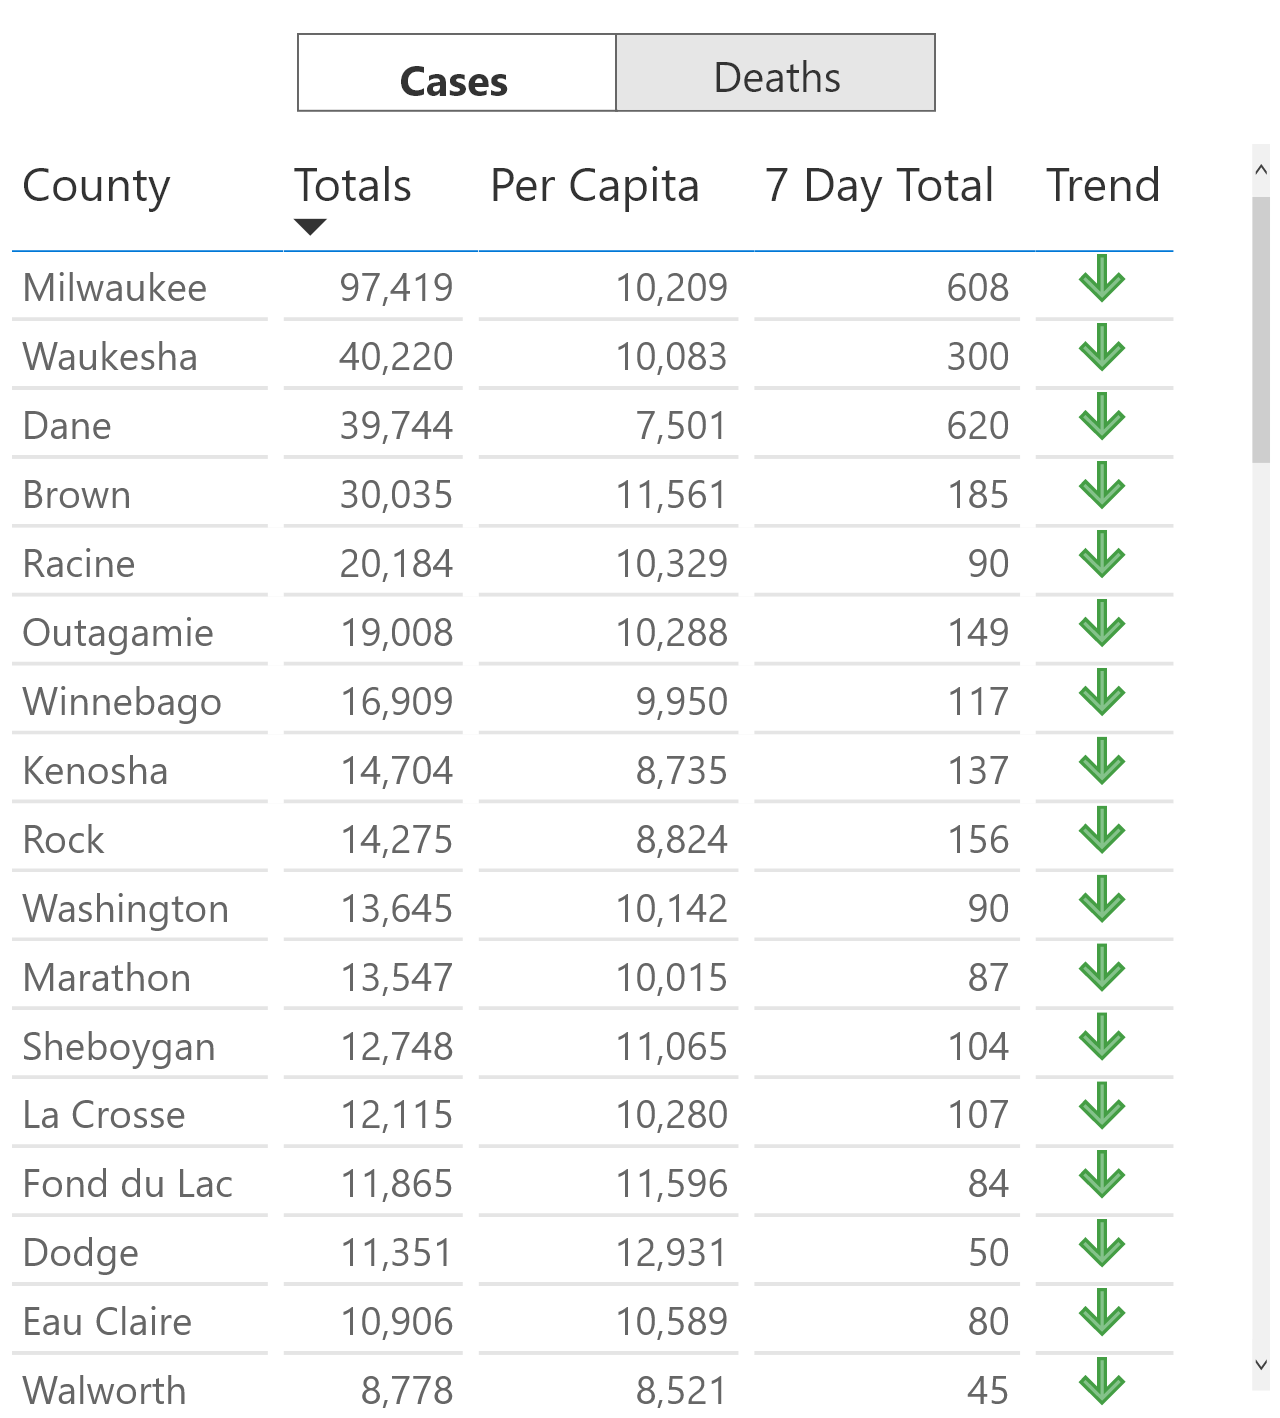 Cases Deaths
County Totals Per Capita 7 Day Total Trend
Milwaukee 97,419 10,209 608
Waukesha 40,220 10,083 300
Dane 39,744 7,501 620
Brown 30,035 11,561 185
Racine 20,184 10,329 90
Outagamie 19,008 10,288 149
Winnebago 16,909 9,950 117
Kenosha 14,704 8,735 137
Rock 14,275 8,824 156
Washington 13,645 10,142 90
Marathon 13,547 10,015 87
Sheboygan 12,748 11,065 104
La Crosse 12,115 10,280 107
Fond du Lac 11,865 11,596 84
Dodge 11,351 12,931 50
Eau Claire 10,906 10,589 80
Walworth 8,778 8,521 45